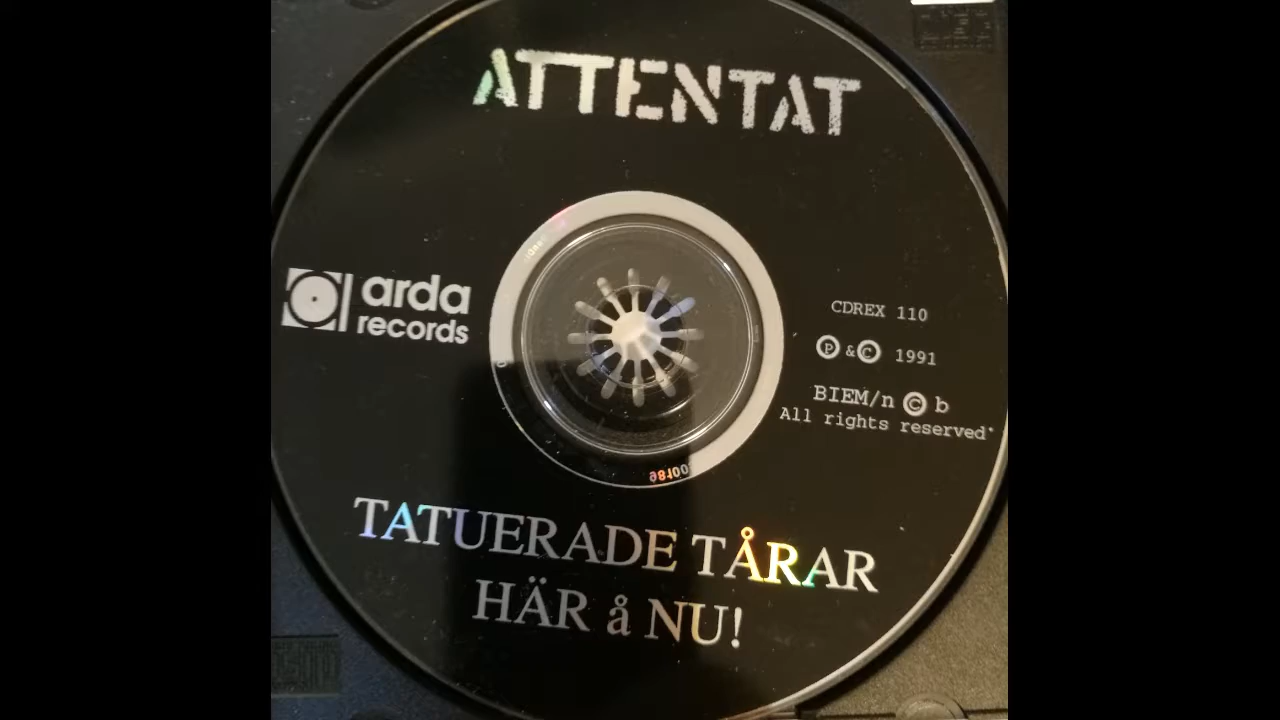 ATTENTAT
arda
records
CDREX 110
Ⓟ & © 1991
BIEM/n © b
All rights reserved
TATUERADE TÅRAR
HÄR å NU!